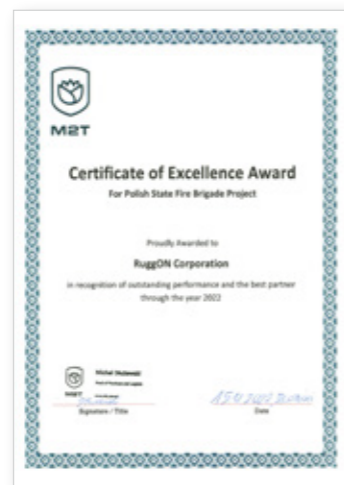 M2T
Certificate of Excellence Award
For Polish State Fire Brigade Project
Proudly Awarded to
RuggON Corporation
in recognition of outstanding performance and the best partner
through the year 2022
M2T
Signature / Title
Date